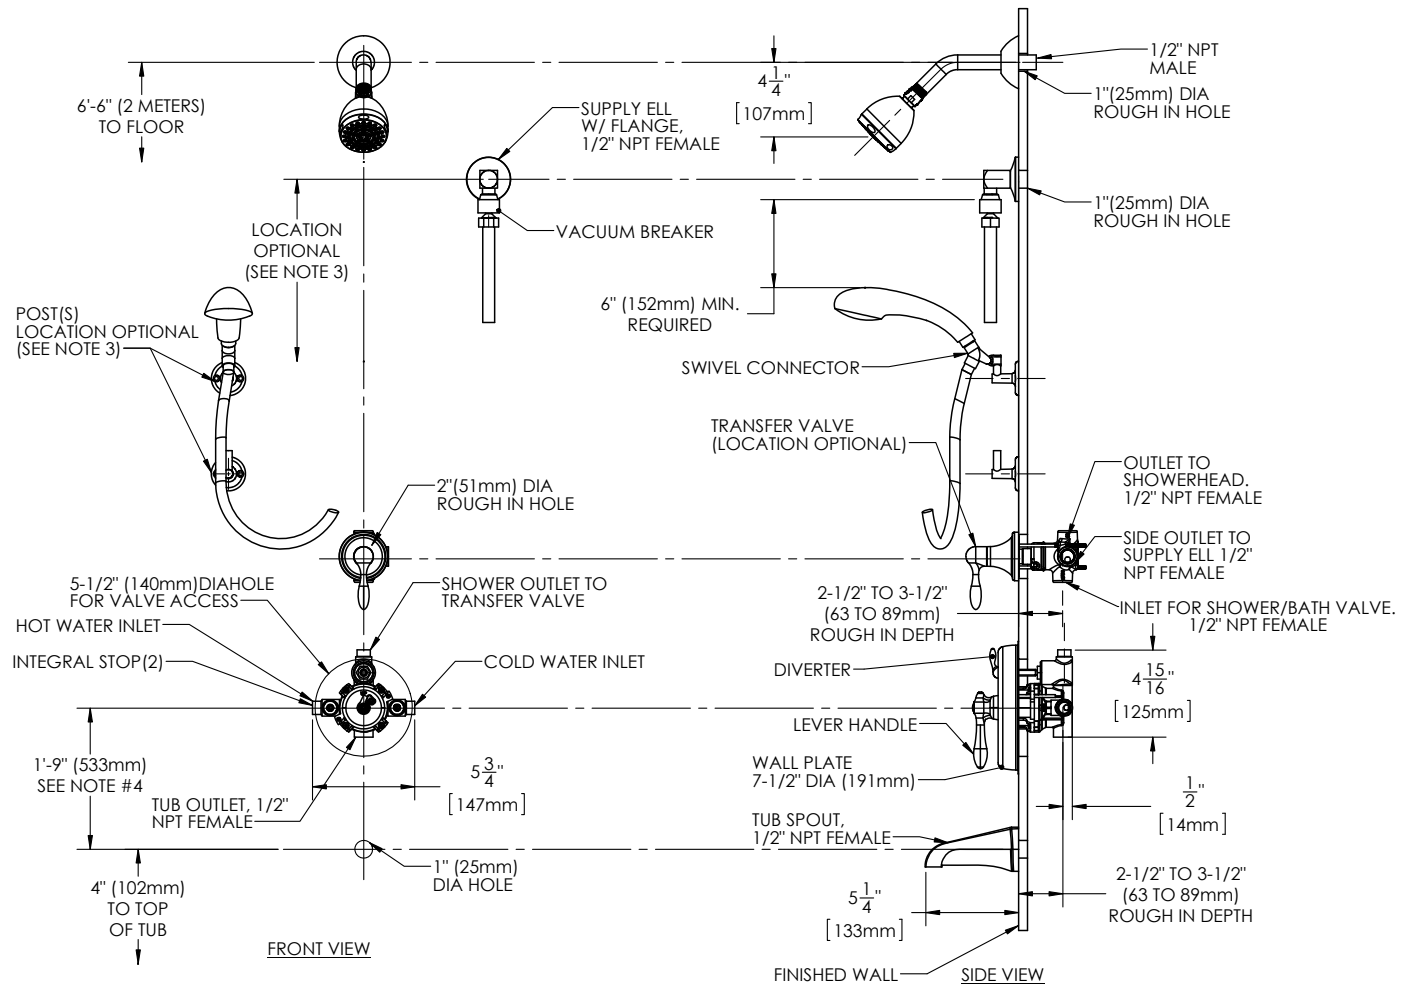 6'-6" (2 METERS)
TO FLOOR
SUPPLY ELL
W/ FLANGE,
1/2" NPT FEMALE
4 1/4"
[107mm]
1/2" NPT
MALE
1"(25mm) DIA
ROUGH IN HOLE
LOCATION
OPTIONAL
(SEE NOTE 3)
VACUUM BREAKER
1"(25mm) DIA
ROUGH IN HOLE
POST(S)
LOCATION OPTIONAL
(SEE NOTE 3)
6" (152mm) MIN.
REQUIRED
SWIVEL CONNECTOR
TRANSFER VALVE
(LOCATION OPTIONAL)
2"(51mm) DIA
ROUGH IN HOLE
OUTLET TO
SHOWERHEAD.
1/2" NPT FEMALE
SIDE OUTLET TO
SUPPLY ELL 1/2"
NPT FEMALE
5-1/2" (140mm)DIAHOLE
FOR VALVE ACCESS
SHOWER OUTLET TO
TRANSFER VALVE
2-1/2" TO 3-1/2"
(63 TO 89mm)
ROUGH IN DEPTH
INLET FOR SHOWER/BATH VALVE.
1/2" NPT FEMALE
HOT WATER INLET
INTEGRAL STOP(2)
COLD WATER INLET
DIVERTER
4 15/16"
[125mm]
LEVER HANDLE
1'-9" (533mm)
SEE NOTE #4
5 3/4"
[147mm]
WALL PLATE
7-1/2" DIA (191mm)
TUB OUTLET, 1/2"
NPT FEMALE
1/2"
[14mm]
TUB SPOUT,
1/2" NPT FEMALE
1" (25mm)
DIA HOLE
4" (102mm)
TO TOP
OF TUB
5 1/4"
[133mm]
2-1/2" TO 3-1/2"
(63 TO 89mm)
ROUGH IN DEPTH
FRONT VIEW
FINISHED WALL
SIDE VIEW